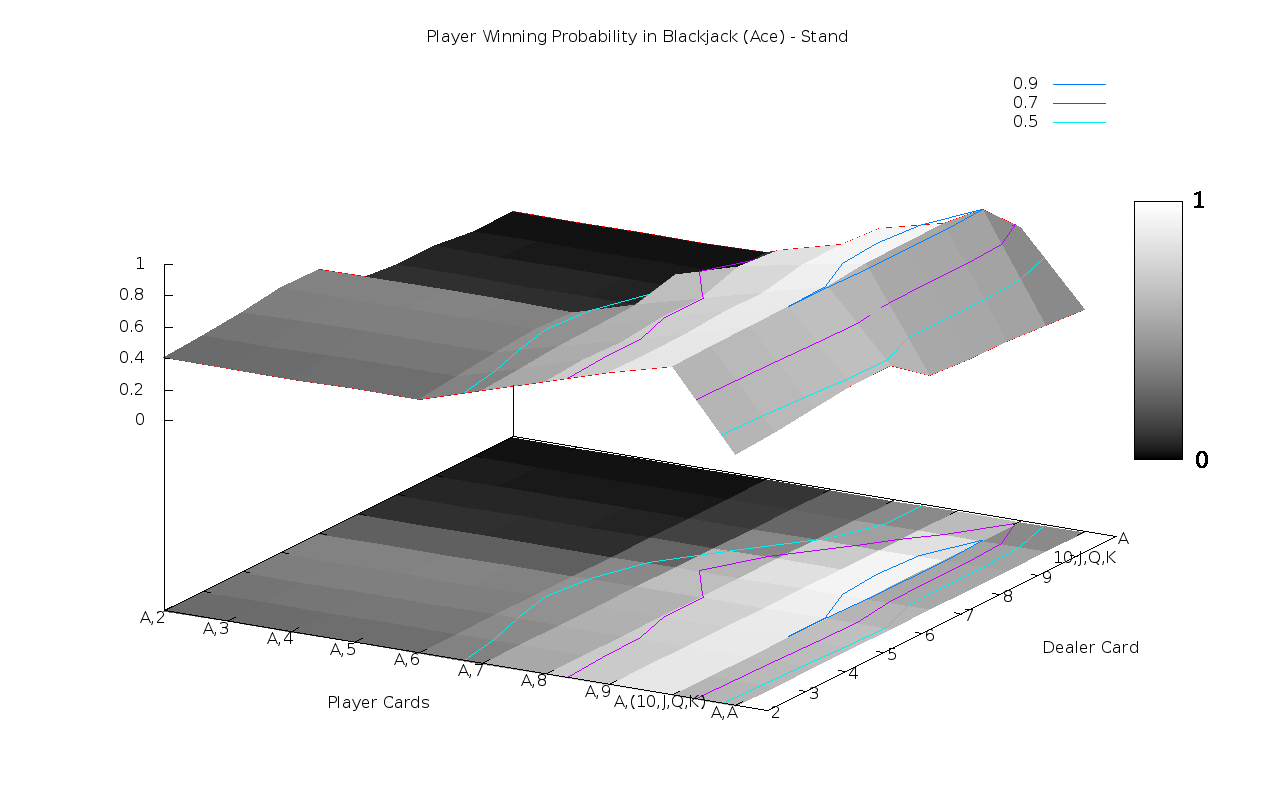 Player Winning Probability in Blackjack (Ace) - Stand
0.9
0.7
0.5
1
0
1
0.8
0.6
0.4
0.2
0
A,2
A,3
A,4
A,5
A,6
A,7
A,8
A,9
A,(10,J,Q,K)
A,A
Player Cards
2
3
4
5
6
7
8
9
10,J,Q,K
A
Dealer Card